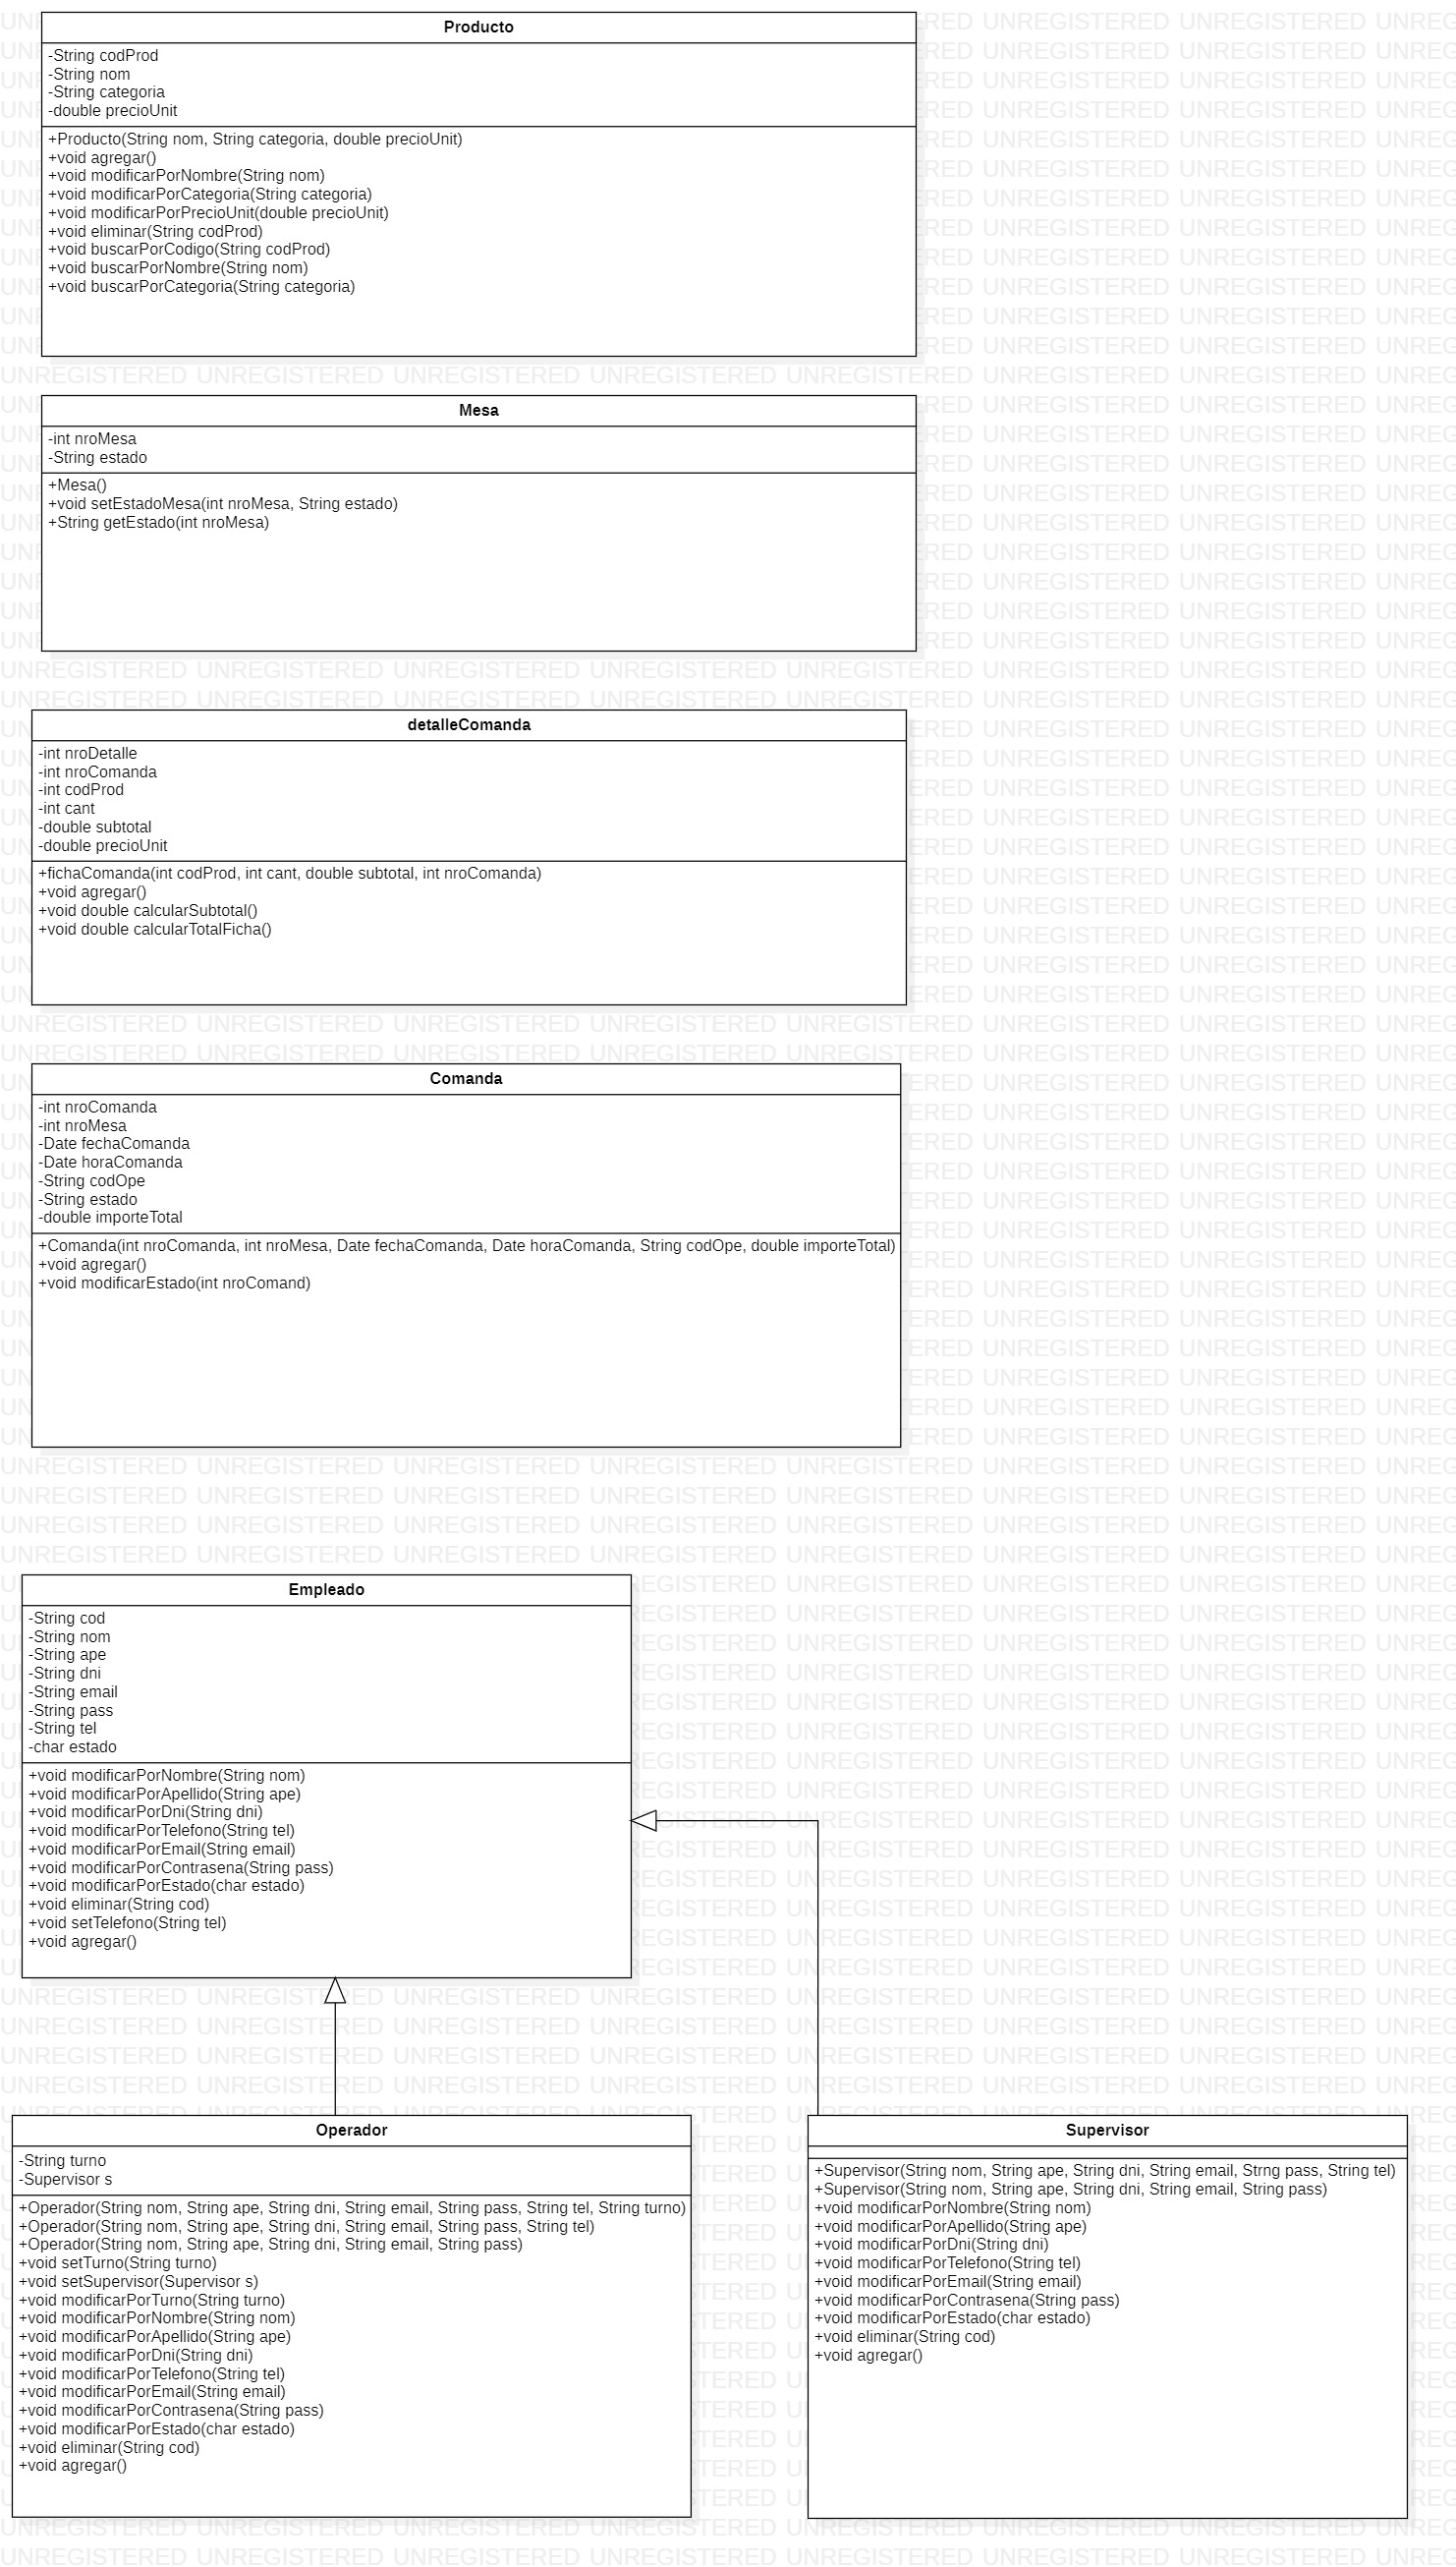 Producto
-String codProd
-String nom
-String categoria
-double precioUnit
+Producto(String nom, String categoria, double precioUnit)
+void agregar()
+void modificarPorNombre(String nom)
+void modificarPorCategoria(String categoria)
+void modificarPorPrecioUnit(double precioUnit)
+void eliminar(String codProd)
+void buscarPorCodigo(String codProd)
+void buscarPorNombre(String nom)
+void buscarPorCategoria(String categoria)
Mesa
-int nroMesa
-String estado
+Mesa()
+void setEstadoMesa(int nroMesa, String estado)
+String getEstado(int nroMesa)
detalleComanda
-int nroDetalle
-int nroComanda
-int codProd
-int cant
-double subtotal
-double precioUnit
+fichaComanda(int codProd, int cant, double subtotal, int nroComanda)
+void agregar()
+void double calcularSubtotal()
+void double calcularTotalFicha()
Comanda
-int nroComanda
-int nroMesa
-Date fechaComanda
-Date horaComanda
-String codOpe
-String estado
-double importeTotal
+Comanda(int nroComanda, int nroMesa, Date fechaComanda, Date horaComanda, String codOpe, double importeTotal)
+void agregar()
+void modificarEstado(int nroComand)
Empleado
-String cod
-String nom
-String ape
-String dni
-String email
-String pass
-String tel
-char estado
+void modificarPorNombre(String nom)
+void modificarPorApellido(String ape)
+void modificarPorDni(String dni)
+void modificarPorTelefono(String tel)
+void modificarPorEmail(String email)
+void modificarPorContrasena(String pass)
+void modificarPorEstado(char estado)
+void eliminar(String cod)
+void setTelefono(String tel)
+void agregar()
Operador
-String turno
-Supervisor s
+Operador(String nom, String ape, String dni, String email, String pass, String tel, String turno)
+Operador(String nom, String ape, String dni, String email, String pass, String tel)
+Operador(String nom, String ape, String dni, String email, String pass)
+void setTurno(String turno)
+void setSupervisor(Supervisor s)
+void modificarPorTurno(String turno)
+void modificarPorNombre(String nom)
+void modificarPorApellido(String ape)
+void modificarPorDni(String dni)
+void modificarPorTelefono(String tel)
+void modificarPorEmail(String email)
+void modificarPorContrasena(String pass)
+void modificarPorEstado(char estado)
+void eliminar(String cod)
+void agregar()
Supervisor
+Supervisor(String nom, String ape, String dni, String email, Strng pass, String tel)
+Supervisor(String nom, String ape, String dni, String email, String pass)
+void modificarPorNombre(String nom)
+void modificarPorApellido(String ape)
+void modificarPorDni(String dni)
+void modificarPorTelefono(String tel)
+void modificarPorEmail(String email)
+void modificarPorContrasena(String pass)
+void modificarPorEstado(char estado)
+void eliminar(String cod)
+void agregar()
UNREGISTERED